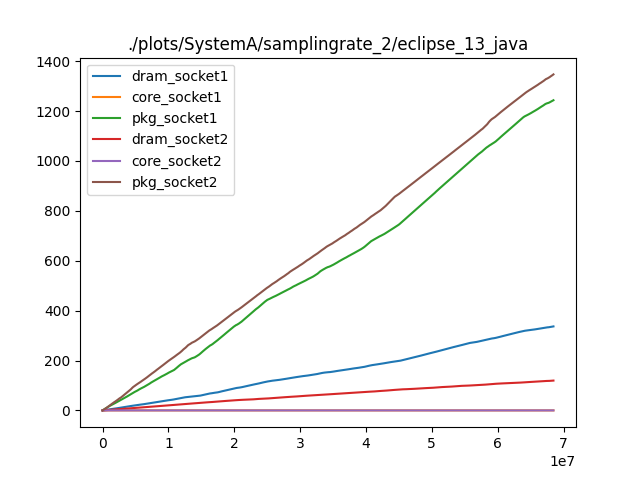 ./plots/SystemA/samplingrate_2/eclipse_13_java
1400
1200
1000
800
600
400
200
0
dram_socket1
core_socket1
pkg_socket1
dram_socket2
core_socket2
pkg_socket2
0 1 2 3 4 5 6 7
1e7